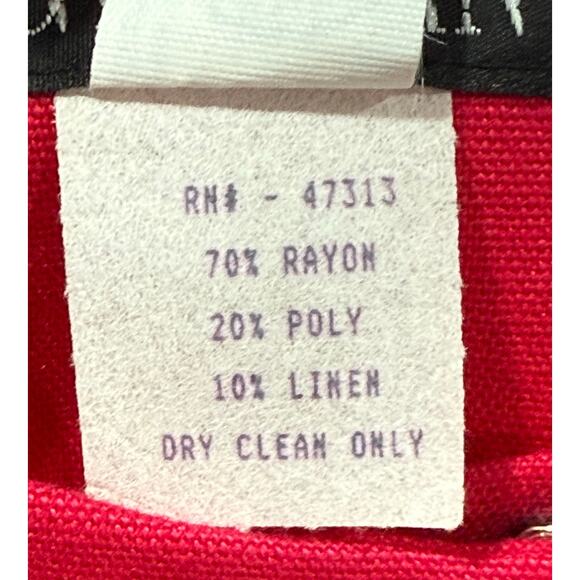 RN# - 47313
70% RAYON
20% POLY
10% LINEN
DRY CLEAN ONLY